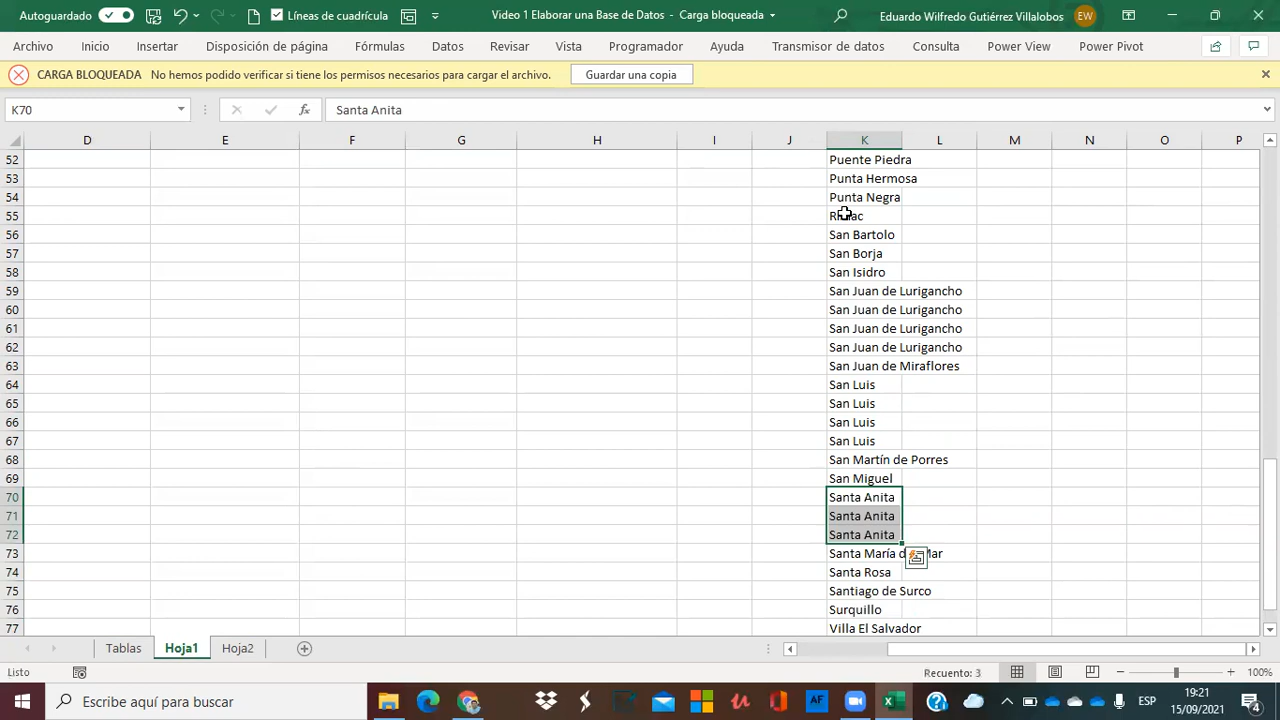 Autoguardado Líneas de cuadrícula Video 1 Elaborar una Base de Datos - Carga bloqueada Eduardo Wilfredo Gutiérrez Villalobos EW
Archivo Inicio Insertar Disposición de página Fórmulas Datos Revisar Vista Programador Ayuda Transmisor de datos Consulta Power View Power Pivot
CARGA BLOQUEADA No hemos podido verificar si tiene los permisos necesarios para cargar el archivo. Guardar una copia
K70 fx Santa Anita
D E F G H I J K L M N O P
52 Puente Piedra
53 Punta Hermosa
54 Punta Negra
55
56 San Bartolo
57 San Borja
58 San Isidro
59 San Juan de Lurigancho
60 San Juan de Lurigancho
61 San Juan de Lurigancho
62 San Juan de Lurigancho
63 San Juan de Miraflores
64 San Luis
65 San Luis
66 San Luis
67 San Luis
68 San Martín de Porres
69 San Miguel
70 Santa Anita
71 Santa Anita
72 Santa Anita
73 Santa María
74 Santa Rosa
75 Santiago de Surco
76 Surquillo
77 Villa El Salvador
Tablas Hoja1 Hoja2
Listo Recuento: 3 100%
Escribe aquí para buscar AF ESP 19:21
15/09/2021 4